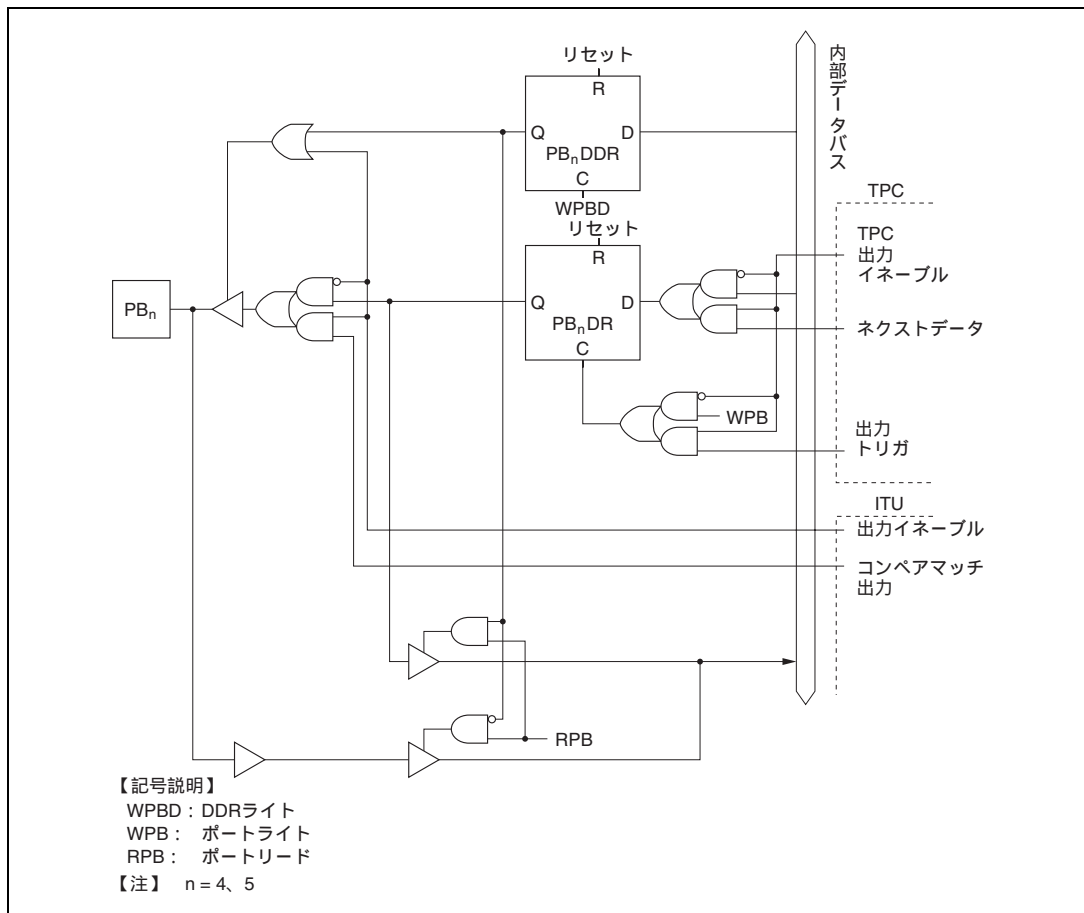 リセット
R
Q
D
PBnDDR
C
WPBD
リセット
R
Q
D
PBnDR
C
PBn
WPB
内部データバス
TPC
TPC
出力
イネーブル
ネクストデータ
出力
トリガ
ITU
出力イネーブル
コンペアマッチ
出力
RPB
【記号説明】
WPBD : DDRライト
WPB : ポートライト
RPB : ポートリード
【注】 n = 4、5